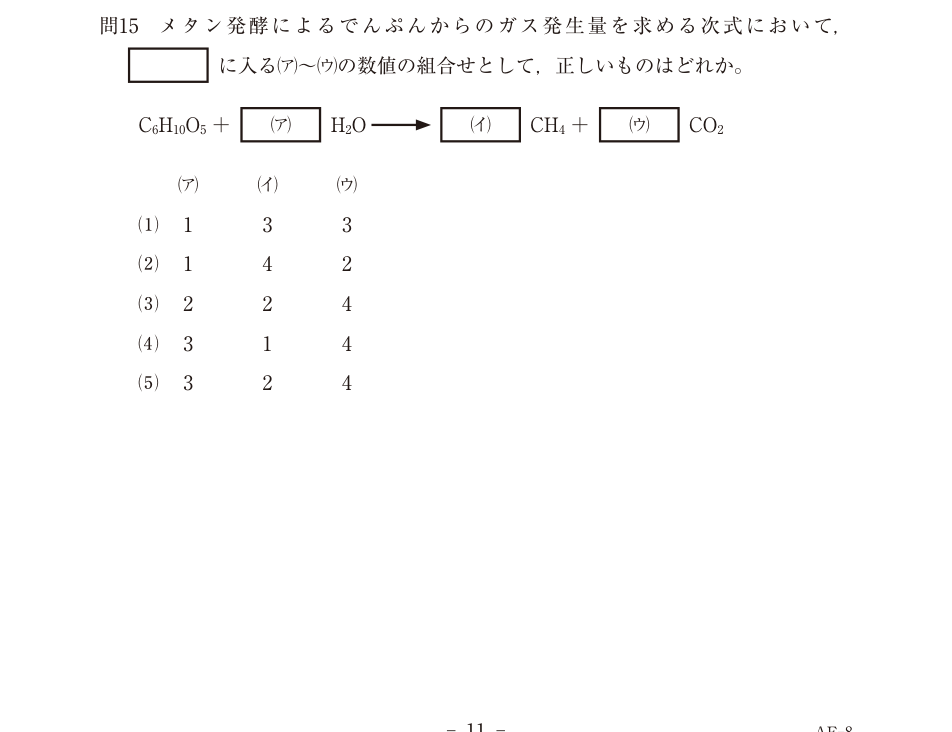 問15 メタン発酵によるでんぷんからのガス発生量を求める次式において,
に入る(ア)〜(ウ)の数値の組合せとして,正しいものはどれか。
C₆H₁₀O₅ + (ア) H₂O → (イ) CH₄ + (ウ) CO₂
(ア) (イ) (ウ)
(1) 1 3 3
(2) 1 4 2
(3) 2 2 4
(4) 3 1 4
(5) 3 2 4
− 11 −